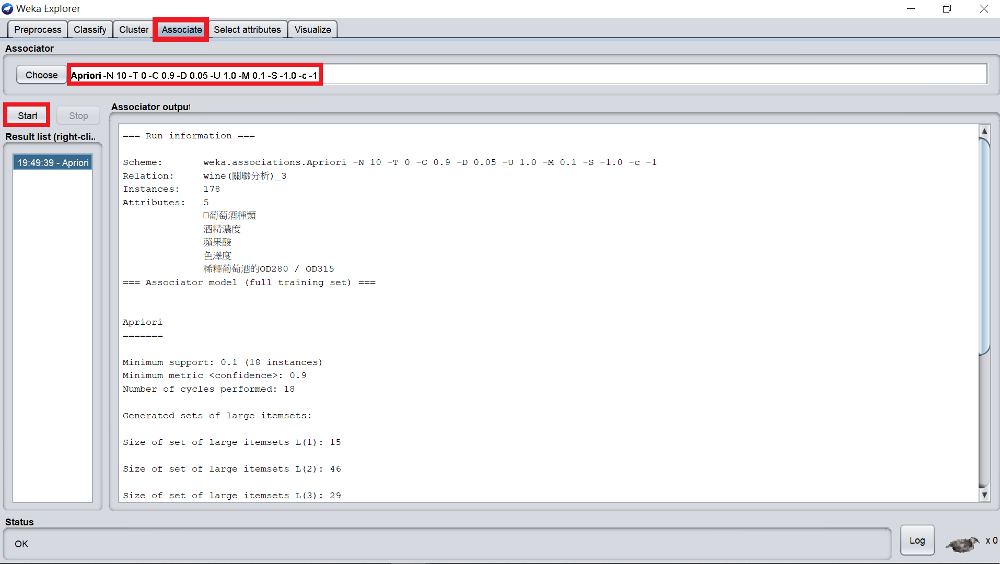 Weka Explorer
Preprocess Classify Cluster Associate Select attributes Visualize
Associator
Choose Apriori -N 10 -T 0 -C 0.9 -D 0.05 -U 1.0 -M 0.1 -S -1.0 -c -1
Start Stop
Associator output
Result list (right-cli..
19:49:39 - Apriori
=== Run information ===
Scheme: weka.associations.Apriori -N 10 -T 0 -C 0.9 -D 0.05 -U 1.0 -M 0.1 -S -1.0 -c -1
Relation: wine(關聯分析)_3
Instances: 178
Attributes: 5
□葡萄酒種類
酒精濃度
蘋果酸
色澤度
稀釋葡萄酒的OD280 / OD315
=== Associator model (full training set) ===
Apriori
=======
Minimum support: 0.1 (18 instances)
Minimum metric <confidence>: 0.9
Number of cycles performed: 18
Generated sets of large itemsets:
Size of set of large itemsets L(1): 15
Size of set of large itemsets L(2): 46
Size of set of large itemsets L(3): 29
Status
OK
Log x 0